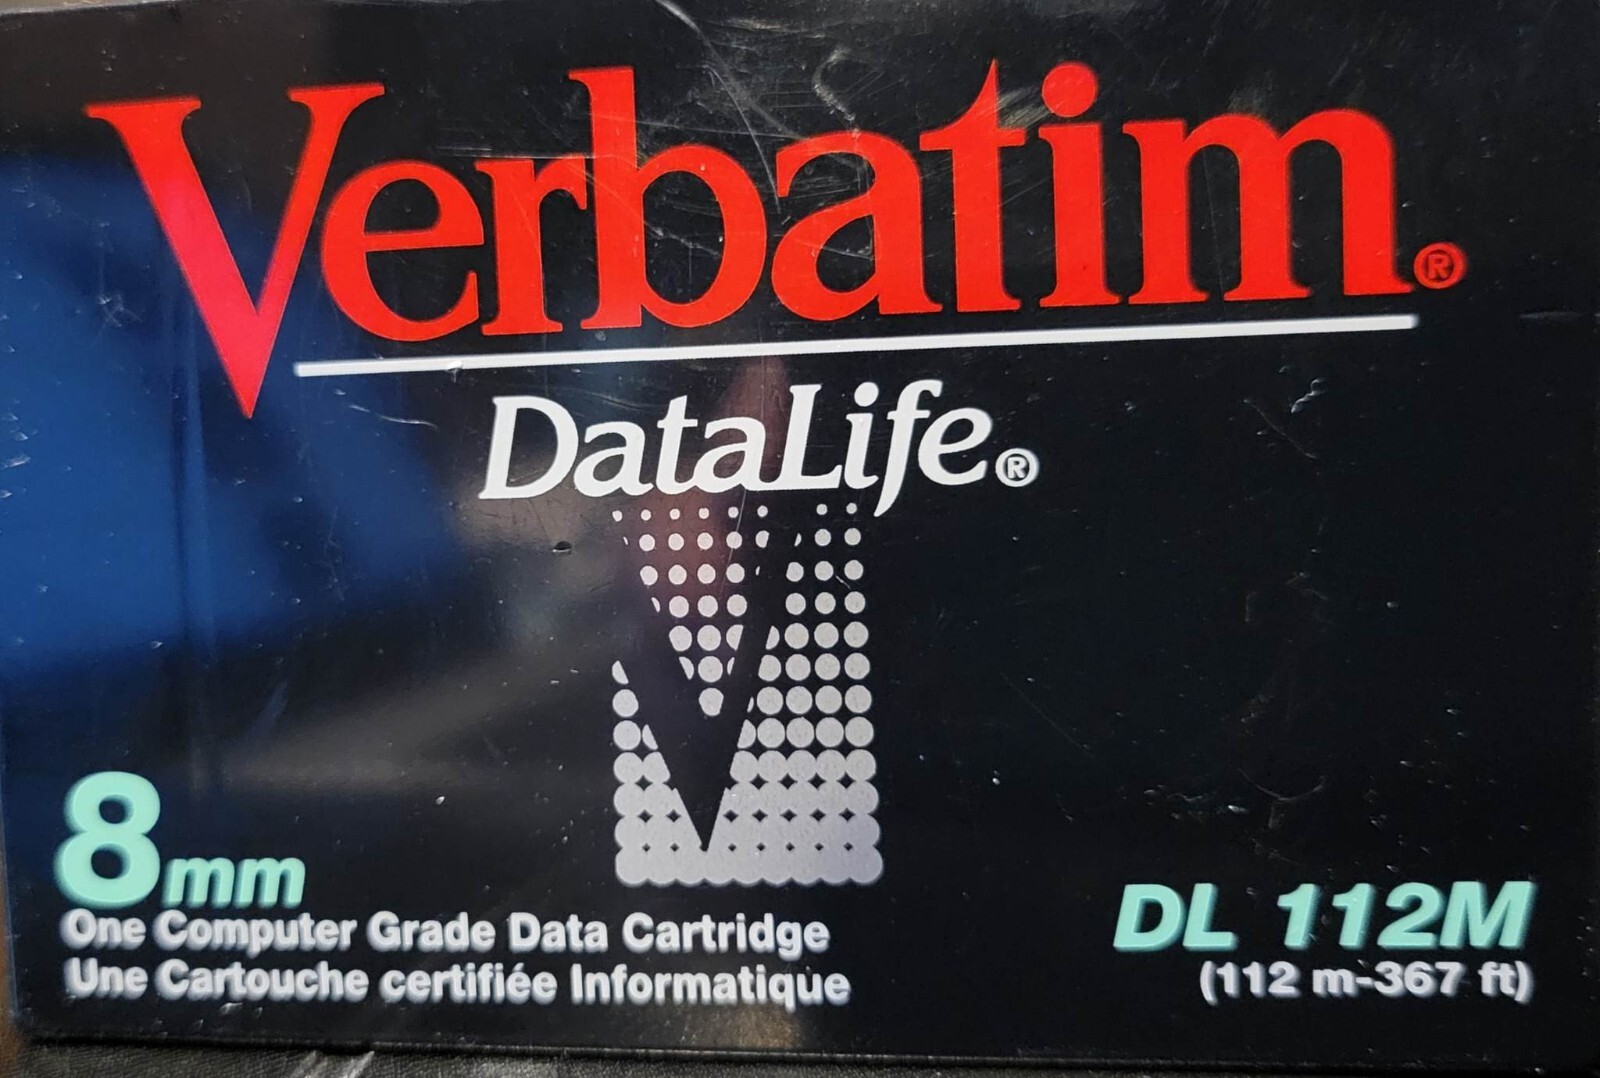 Verbatim®
DataLife®
8mm
One Computer Grade Data Cartridge
Une Cartouche certifiée Informatique
DL 112M
(112 m-367 ft)